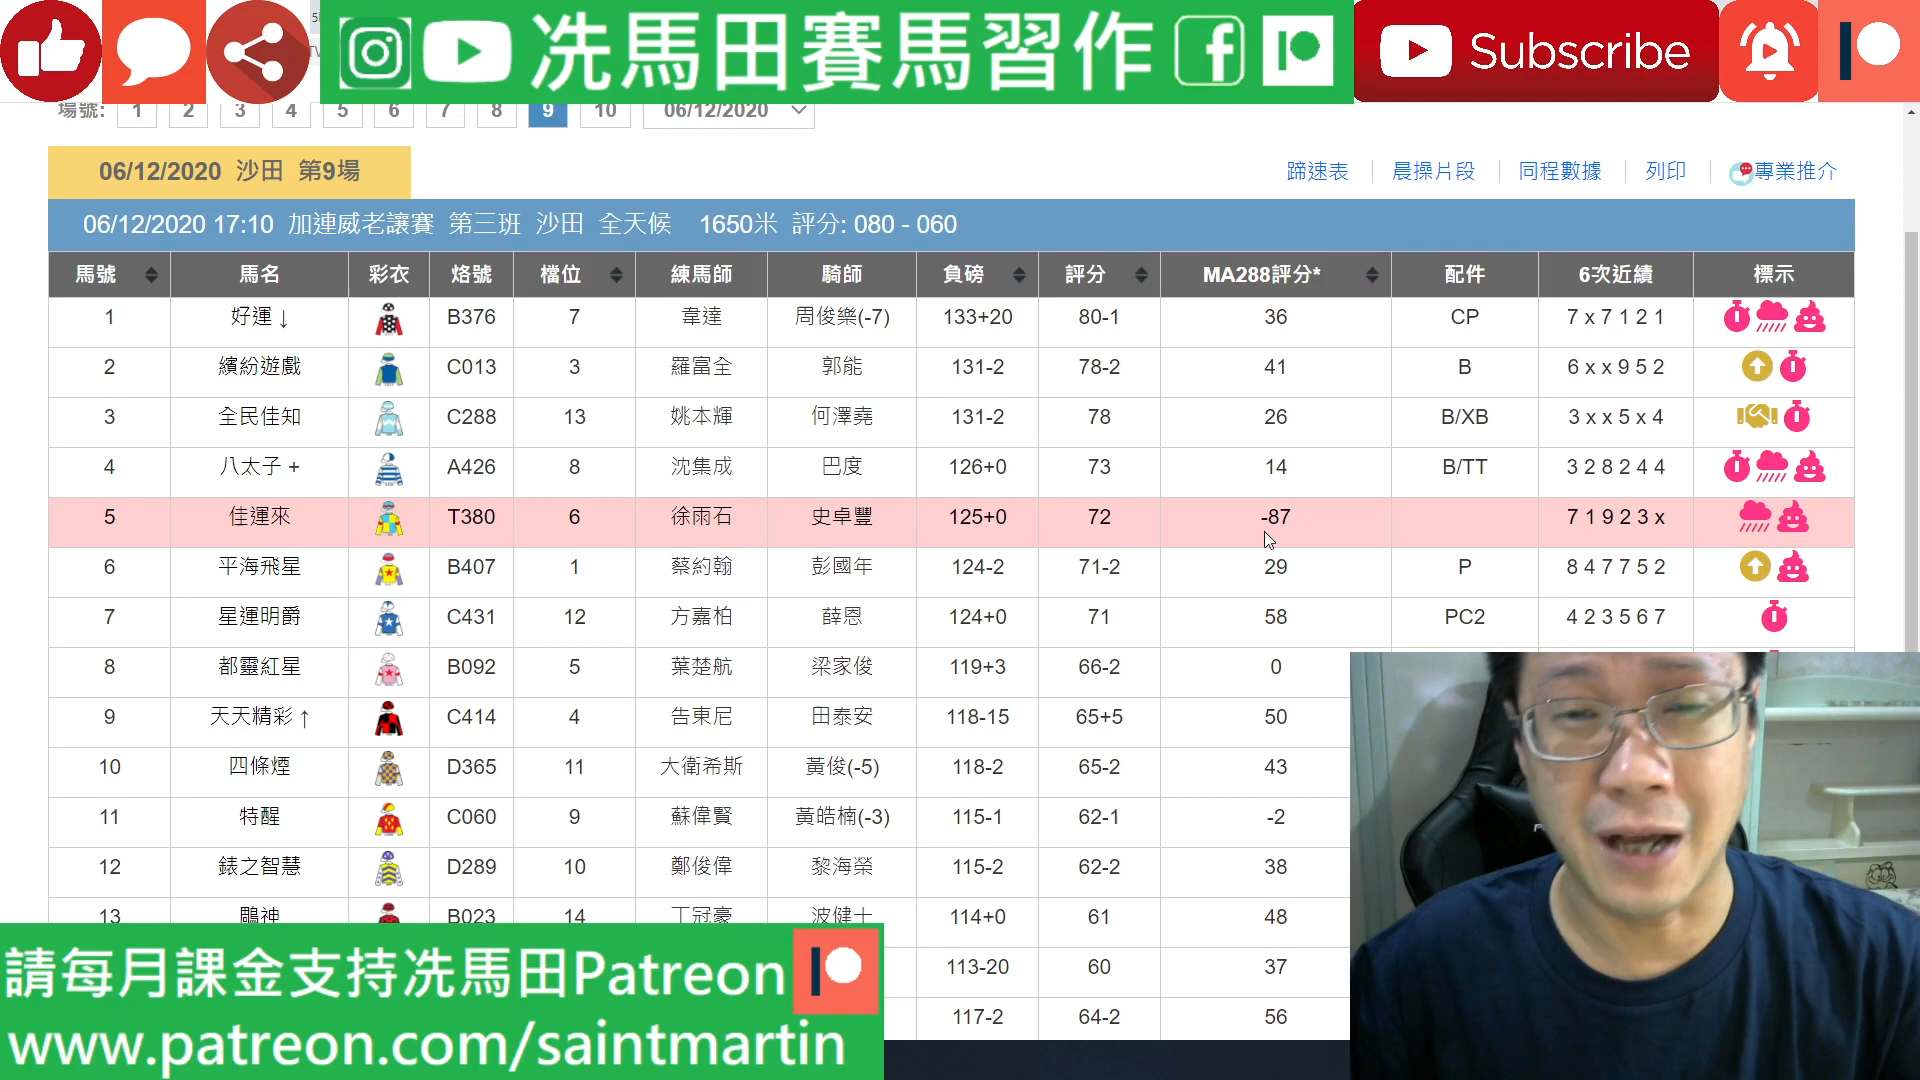 冼馬田賽馬習作
Subscribe
場號: 1 2 3 4 5 6 7 8 9 10 06/12/2020
06/12/2020 沙田 第9場
蹄速表 晨操片段 同程數據 列印 專業推介
06/12/2020 17:10 加連威老讓賽 第三班 沙田 全天候 1650米 評分: 080 - 060
馬號 馬名 彩衣 烙號 檔位 練馬師 騎師 負磅 評分 MA288評分* 配件 6次近績 標示
1 好運↓ B376 7 韋達 周俊樂(-7) 133+20 80-1 36 CP 7 x 7 1 2 1
2 繽紛遊戲 C013 3 羅富全 郭能 131-2 78-2 41 B 6 x x 9 5 2
3 全民佳知 C288 13 姚本輝 何澤堯 131-2 78 26 B/XB 3 x x 5 x 4
4 八太子 + A426 8 沈集成 巴度 126+0 73 14 B/TT 3 2 8 2 4 4
5 佳運來 T380 6 徐雨石 史卓豐 125+0 72 -87 7 1 9 2 3 x
6 平海飛星 B407 1 蔡約翰 彭國年 124-2 71-2 29 P 8 4 7 7 5 2
7 星運明爵 C431 12 方嘉柏 薛恩 124+0 71 58 PC2 4 2 3 5 6 7
8 都靈紅星 B092 5 葉楚航 梁家俊 119+3 66-2 0
9 天天精彩↑ C414 4 告東尼 田泰安 118-15 65+5 50
10 四條煙 D365 11 大衛希斯 黃俊(-5) 118-2 65-2 43
11 特醒 C060 9 蘇偉賢 黃皓楠(-3) 115-1 62-1 -2
12 錶之智慧 D289 10 鄭俊偉 黎海榮 115-2 62-2 38
13 鵰神 B023 14 丁冠豪 波健士 114+0 61 48
113-20 60 37
117-2 64-2 56
請每月課金支持冼馬田Patreon
www.patreon.com/saintmartin